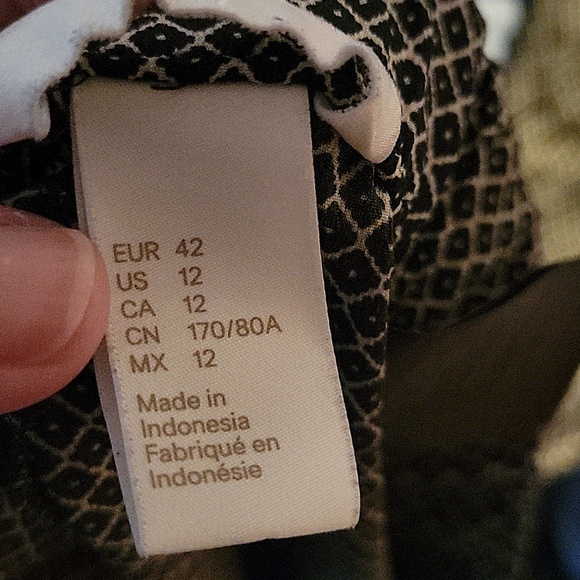 EUR 42
US 12
CA 12
CN 170/80A
MX 12
Made in
Indonesia
Fabriqué en
Indonésie